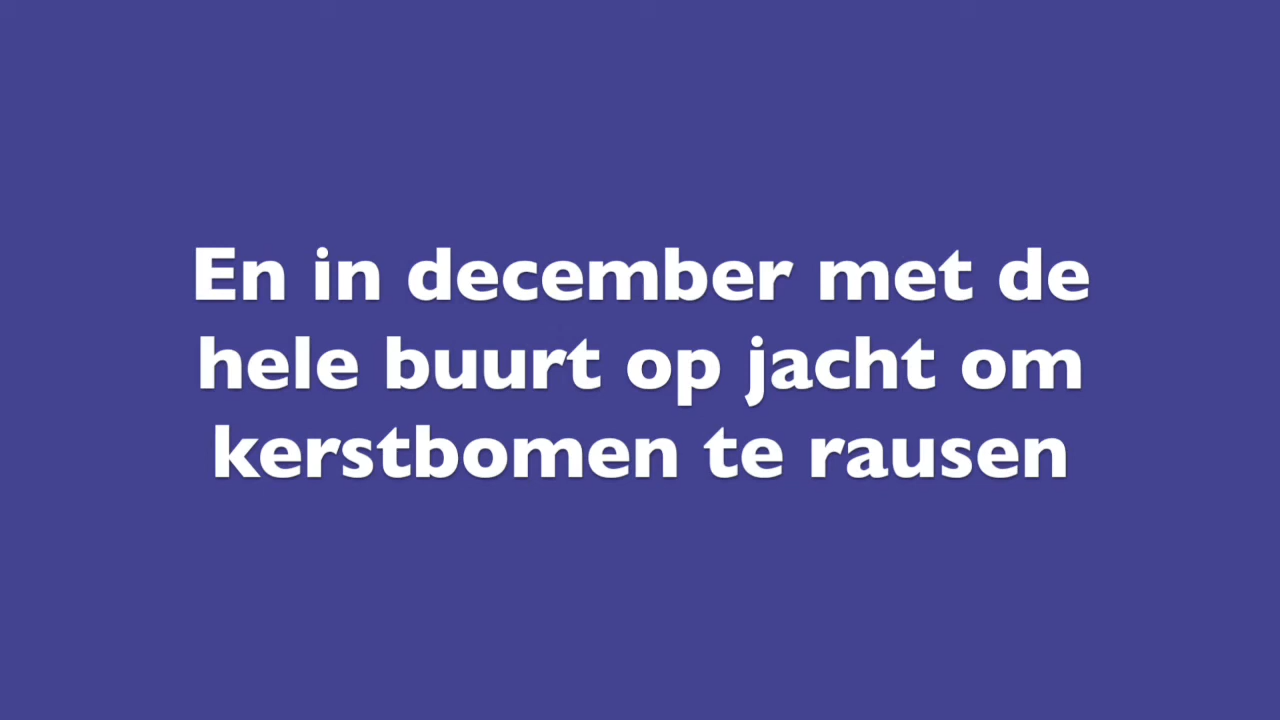 En in december met de
hele buurt op jacht om
kerstbomen te rausen